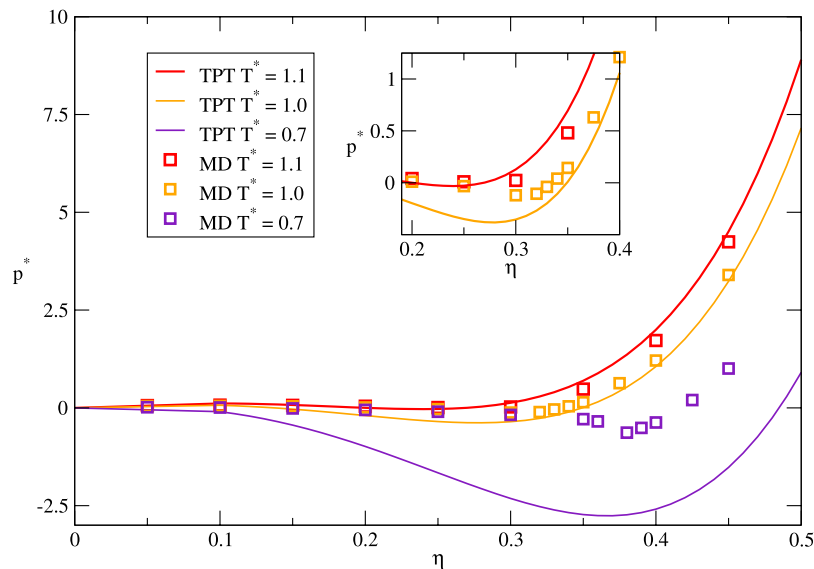 10
7.5
5
2.5
0
-2.5
p*
0
0.1
0.2
0.3
0.4
0.5
η
TPT T* = 1.1
TPT T* = 1.0
TPT T* = 0.7
MD T* = 1.1
MD T* = 1.0
MD T* = 0.7
1
0.5
0
p*
0.2
0.3
0.4
η